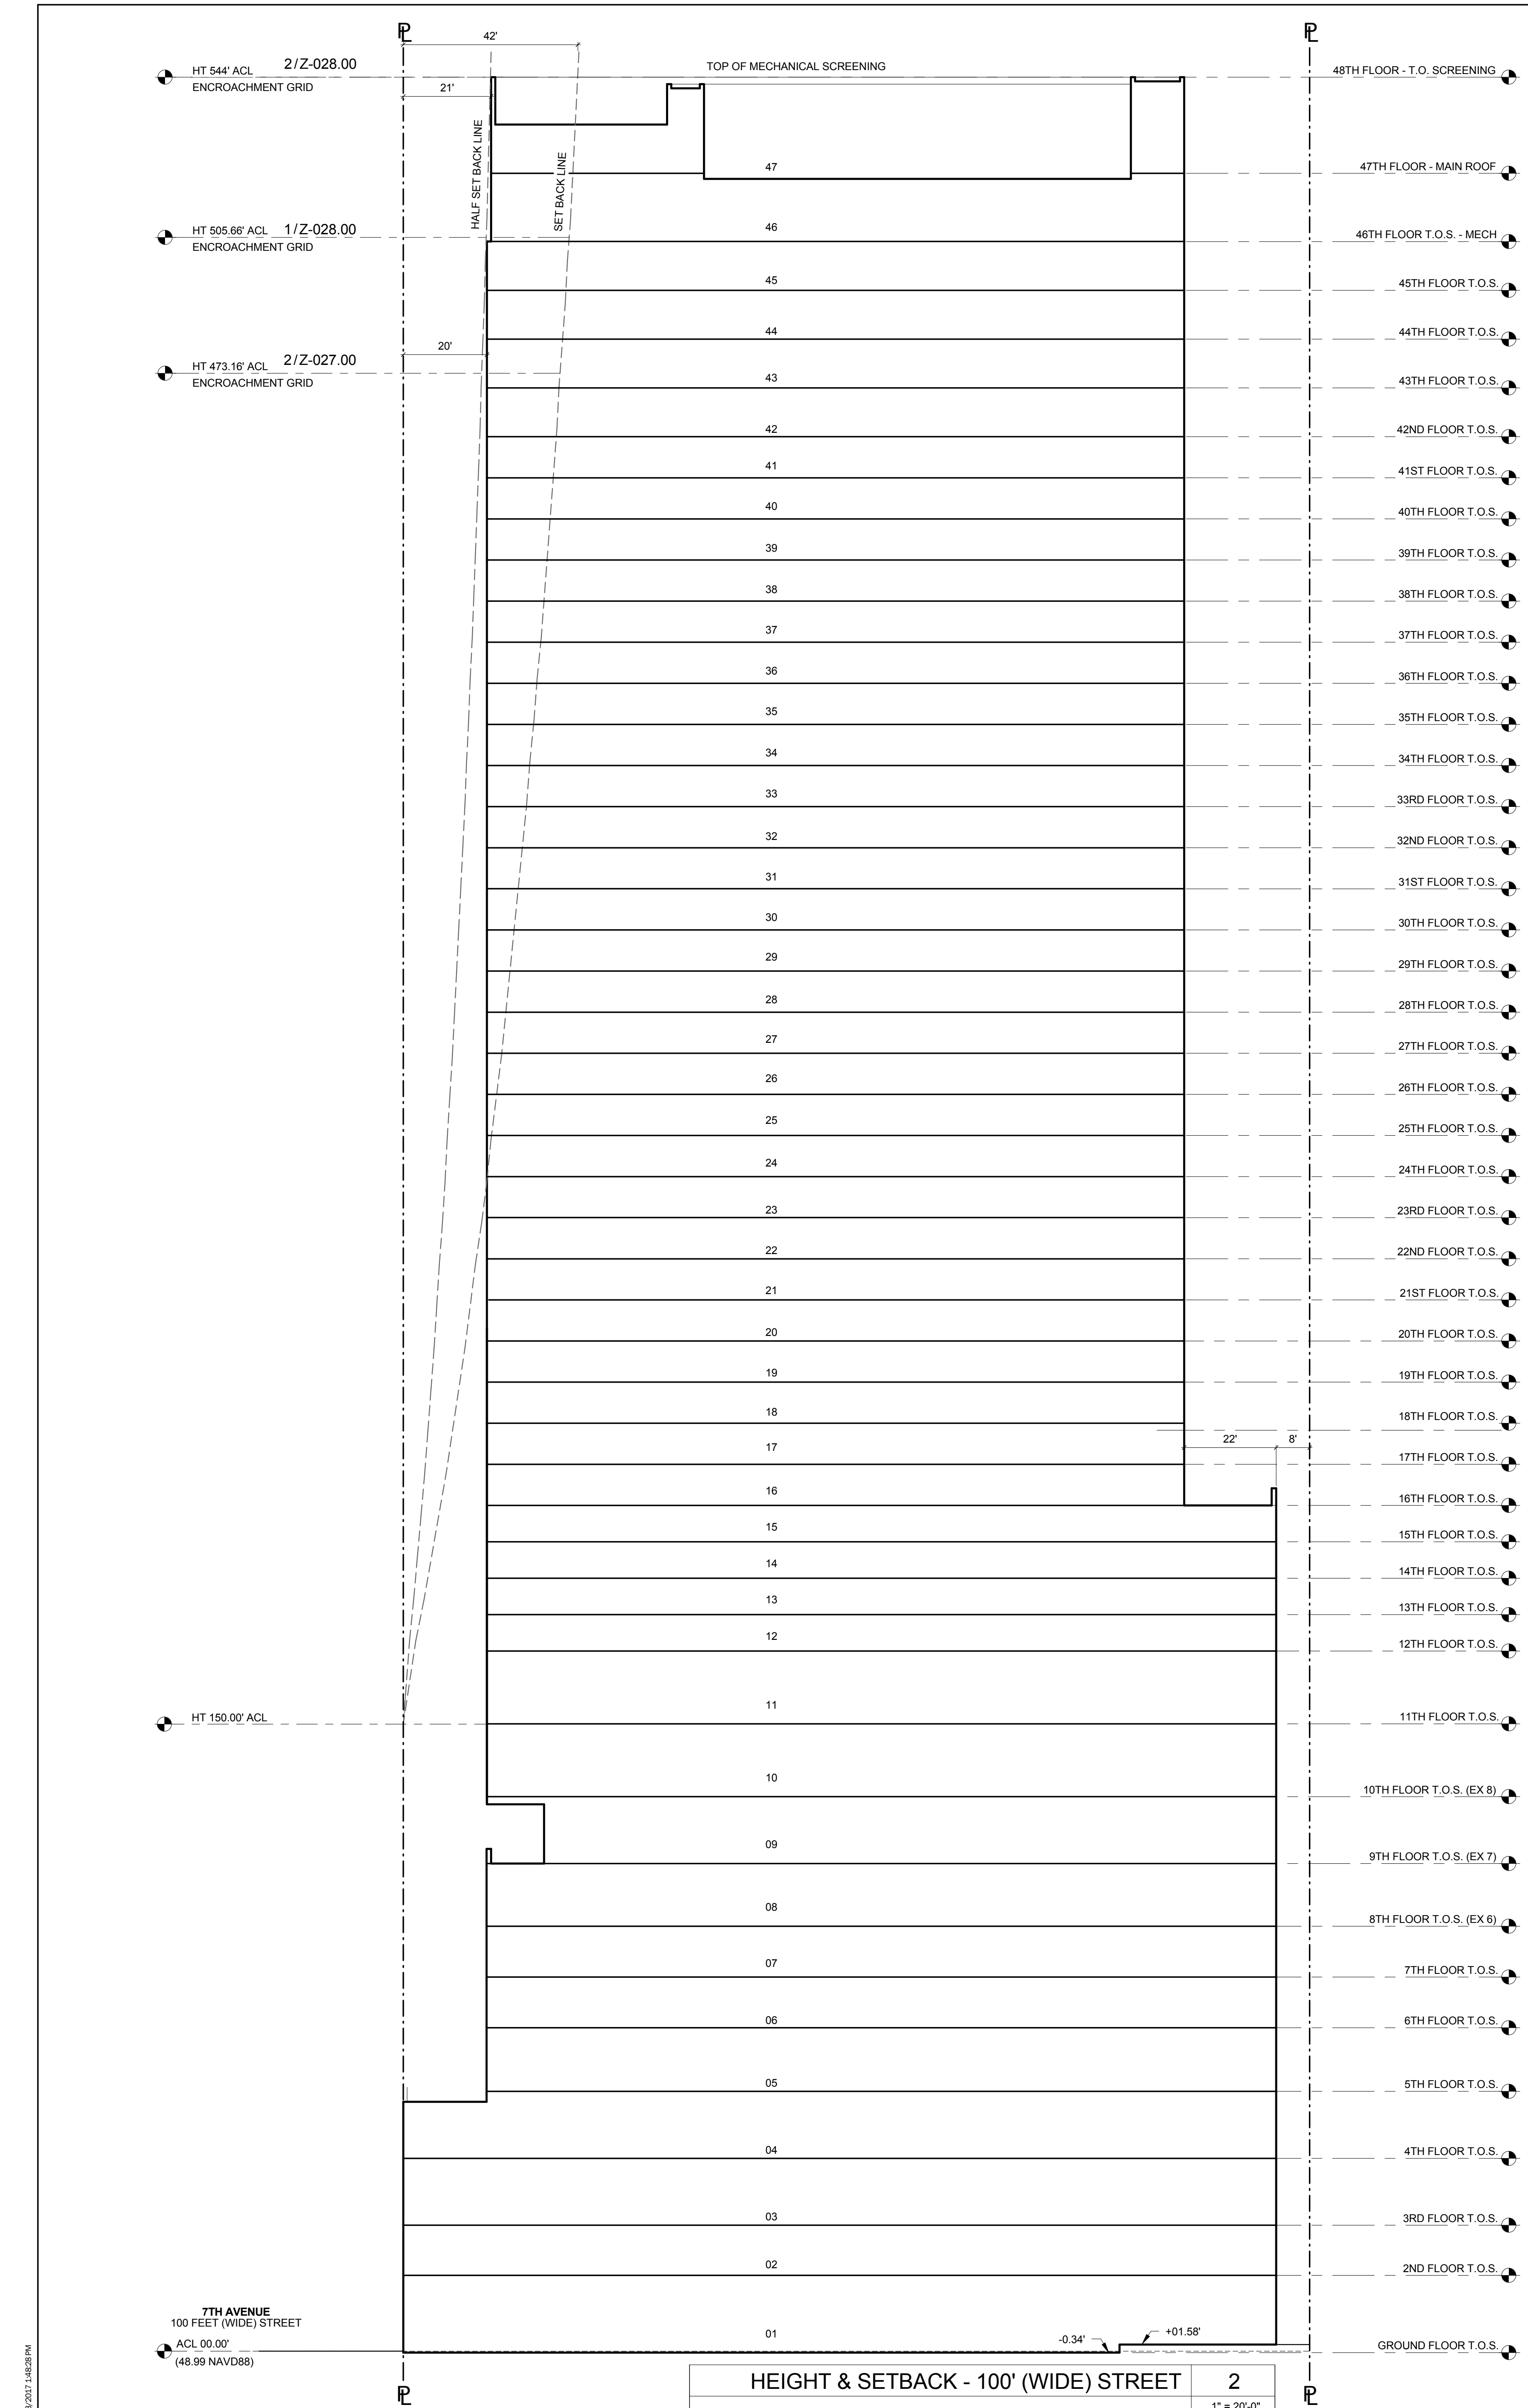 PL
PL
42'
HT 544' ACL 2/Z-028.00
ENCROACHMENT GRID
TOP OF MECHANICAL SCREENING
48TH FLOOR - T.O. SCREENING
21'
HALF SET BACK LINE
SET BACK LINE
47
47TH FLOOR - MAIN ROOF
HT 505.66' ACL 1/Z-028.00
ENCROACHMENT GRID
46
46TH FLOOR T.O.S. - MECH
45
45TH FLOOR T.O.S.
44
44TH FLOOR T.O.S.
20'
HT 473.16' ACL 2/Z-027.00
ENCROACHMENT GRID
43
43TH FLOOR T.O.S.
42
42ND FLOOR T.O.S.
41
41ST FLOOR T.O.S.
40
40TH FLOOR T.O.S.
39
39TH FLOOR T.O.S.
38
38TH FLOOR T.O.S.
37
37TH FLOOR T.O.S.
36
36TH FLOOR T.O.S.
35
35TH FLOOR T.O.S.
34
34TH FLOOR T.O.S.
33
33RD FLOOR T.O.S.
32
32ND FLOOR T.O.S.
31
31ST FLOOR T.O.S.
30
30TH FLOOR T.O.S.
29
29TH FLOOR T.O.S.
28
28TH FLOOR T.O.S.
27
27TH FLOOR T.O.S.
26
26TH FLOOR T.O.S.
25
25TH FLOOR T.O.S.
24
24TH FLOOR T.O.S.
23
23RD FLOOR T.O.S.
22
22ND FLOOR T.O.S.
21
21ST FLOOR T.O.S.
20
20TH FLOOR T.O.S.
19
19TH FLOOR T.O.S.
18
18TH FLOOR T.O.S.
22'
8'
17
17TH FLOOR T.O.S.
16
16TH FLOOR T.O.S.
15
15TH FLOOR T.O.S.
14
14TH FLOOR T.O.S.
13
13TH FLOOR T.O.S.
12
12TH FLOOR T.O.S.
11
HT 150.00' ACL
11TH FLOOR T.O.S.
10
10TH FLOOR T.O.S. (EX 8)
09
9TH FLOOR T.O.S. (EX 7)
08
8TH FLOOR T.O.S. (EX 6)
07
7TH FLOOR T.O.S.
06
6TH FLOOR T.O.S.
05
5TH FLOOR T.O.S.
04
4TH FLOOR T.O.S.
03
3RD FLOOR T.O.S.
02
2ND FLOOR T.O.S.
7TH AVENUE
100 FEET (WIDE) STREET
ACL 00.00'
(48.99 NAVD88)
01
-0.34'
+01.58'
GROUND FLOOR T.O.S.
HEIGHT & SETBACK - 100' (WIDE) STREET 2
1" = 20'-0"
PL
PL
/2017 1:48:28 PM